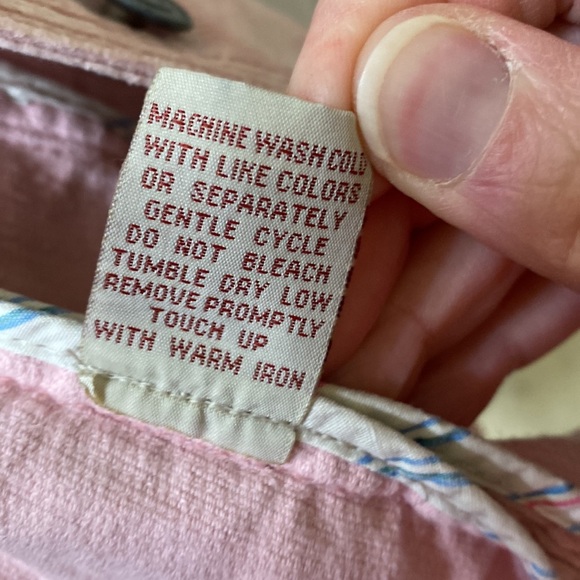 MACHINE WASH COLD
WITH LIKE COLORS
OR SEPARATELY
GENTLE CYCLE
DO NOT BLEACH
TUMBLE DRY LOW
REMOVE PROMPTLY
TOUCH UP
WITH WARM IRON